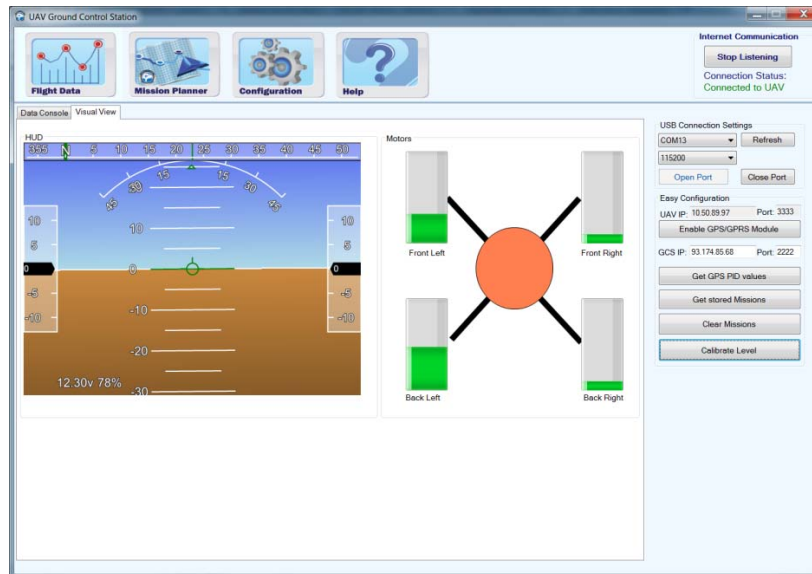 UAV Ground Control Station
Flight Data
Mission Planner
Configuration
Help
Internet Communication
Stop Listening
Connection Status:
Connected to UAV
Data Console
Visual View
HUD
355 N 5 10 15 20 25 30 35 40 45 50
45 30 15 15 30 45
20
10
0
-10
-20
-30
10
5
0
-5
-10
10
5
0
-5
-10
12.30v 78%
Motors
Front Left
Front Right
Back Left
Back Right
USB Connection Settings
COM13
Refresh
115200
Open Port
Close Port
Easy Configuration
UAV IP: 10.50.89.97 Port: 3333
Enable GPS/GPRS Module
GCS IP: 93.174.85.68 Port: 2222
Get GPS PID values
Get stored Missions
Clear Missions
Calibrate Level